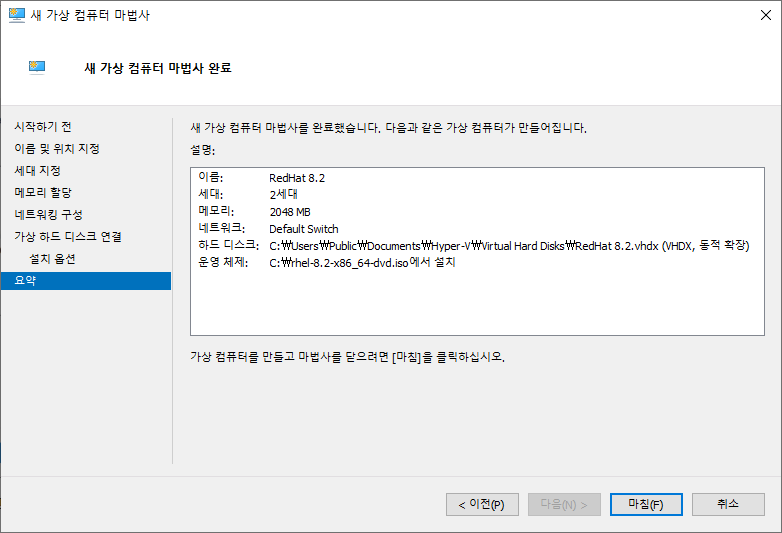 새 가상 컴퓨터 마법사
새 가상 컴퓨터 마법사 완료
시작하기 전
이름 및 위치 지정
세대 지정
메모리 할당
네트워킹 구성
가상 하드 디스크 연결
설치 옵션
요약
새 가상 컴퓨터 마법사를 완료했습니다. 다음과 같은 가상 컴퓨터가 만들어집니다.
설명:
이름: RedHat 8.2
세대: 2세대
메모리: 2048 MB
네트워크: Default Switch
하드 디스크: C:₩Users₩Public₩Documents₩Hyper-V₩Virtual Hard Disks₩RedHat 8.2.vhdx (VHDX, 동적 확장)
운영 체제: C:₩rhel-8.2-x86_64-dvd.iso에서 설치
가상 컴퓨터를 만들고 마법사를 닫으려면 [마침]을 클릭하십시오.
< 이전(P) 다음(N) > 마침(F) 취소